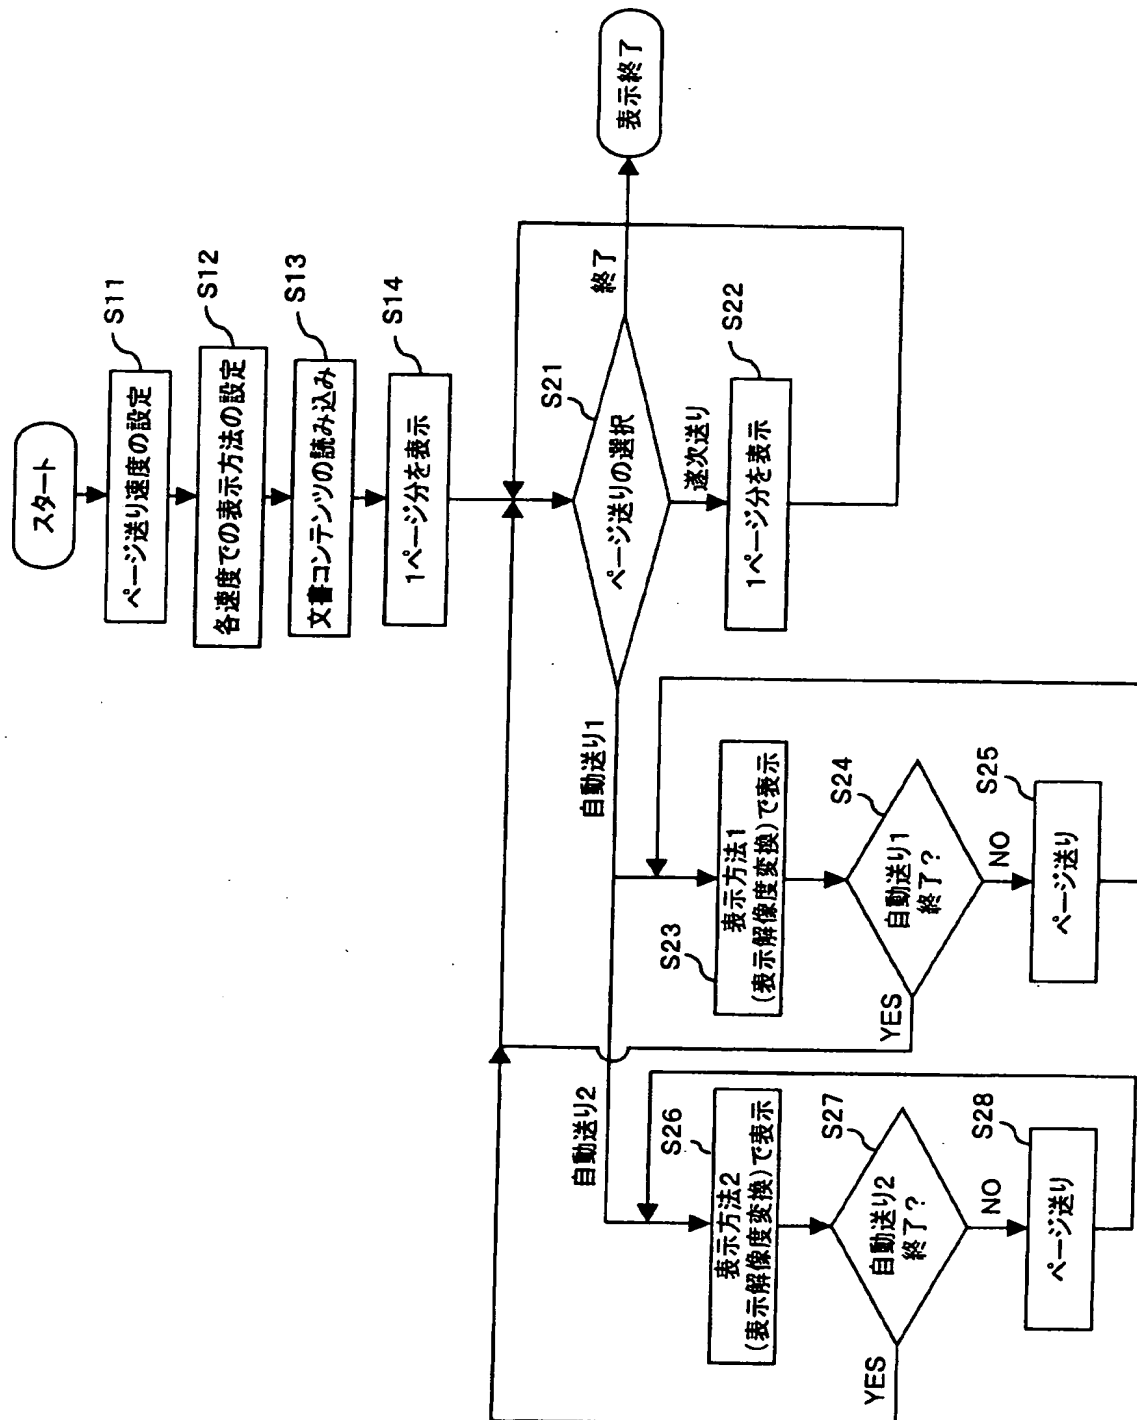 スタート
ページ送り速度の設定
S11
各速度での表示方法の設定
S12
文書コンテンツの読み込み
S13
1ページ分を表示
S14
ページ送りの選択
S21
終了
表示終了
逐次送り
1ページ分を表示
S22
自動送り1
表示方法1
(表示解像度変換)で表示
S23
自動送り1
終了?
S24
YES
NO
ページ送り
S25
自動送り2
表示方法2
(表示解像度変換)で表示
S26
自動送り2
終了?
S27
YES
NO
ページ送り
S28